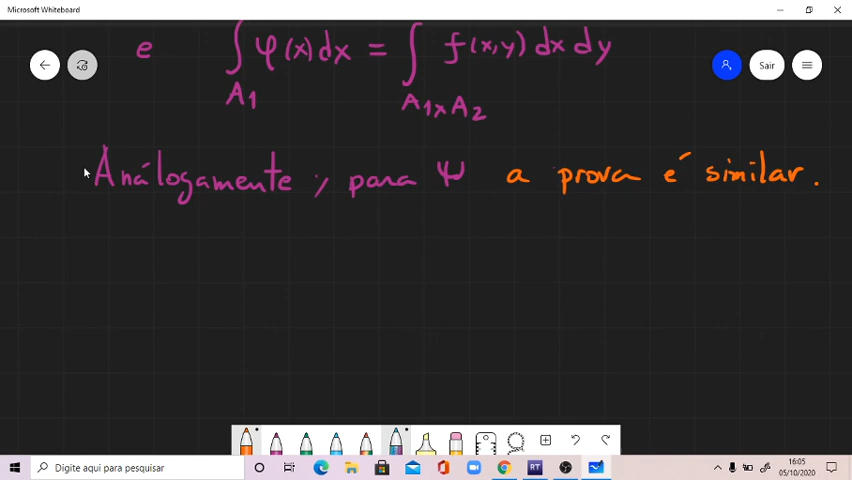 Microsoft Whiteboard
e ∫ φ(x) dx = ∫ f(x,y) dx dy
A1 A1 x A2
Sair
Análogamente, para Ψ a prova é similar.
Digite aqui para pesquisar
RT
16:05
05/10/2020